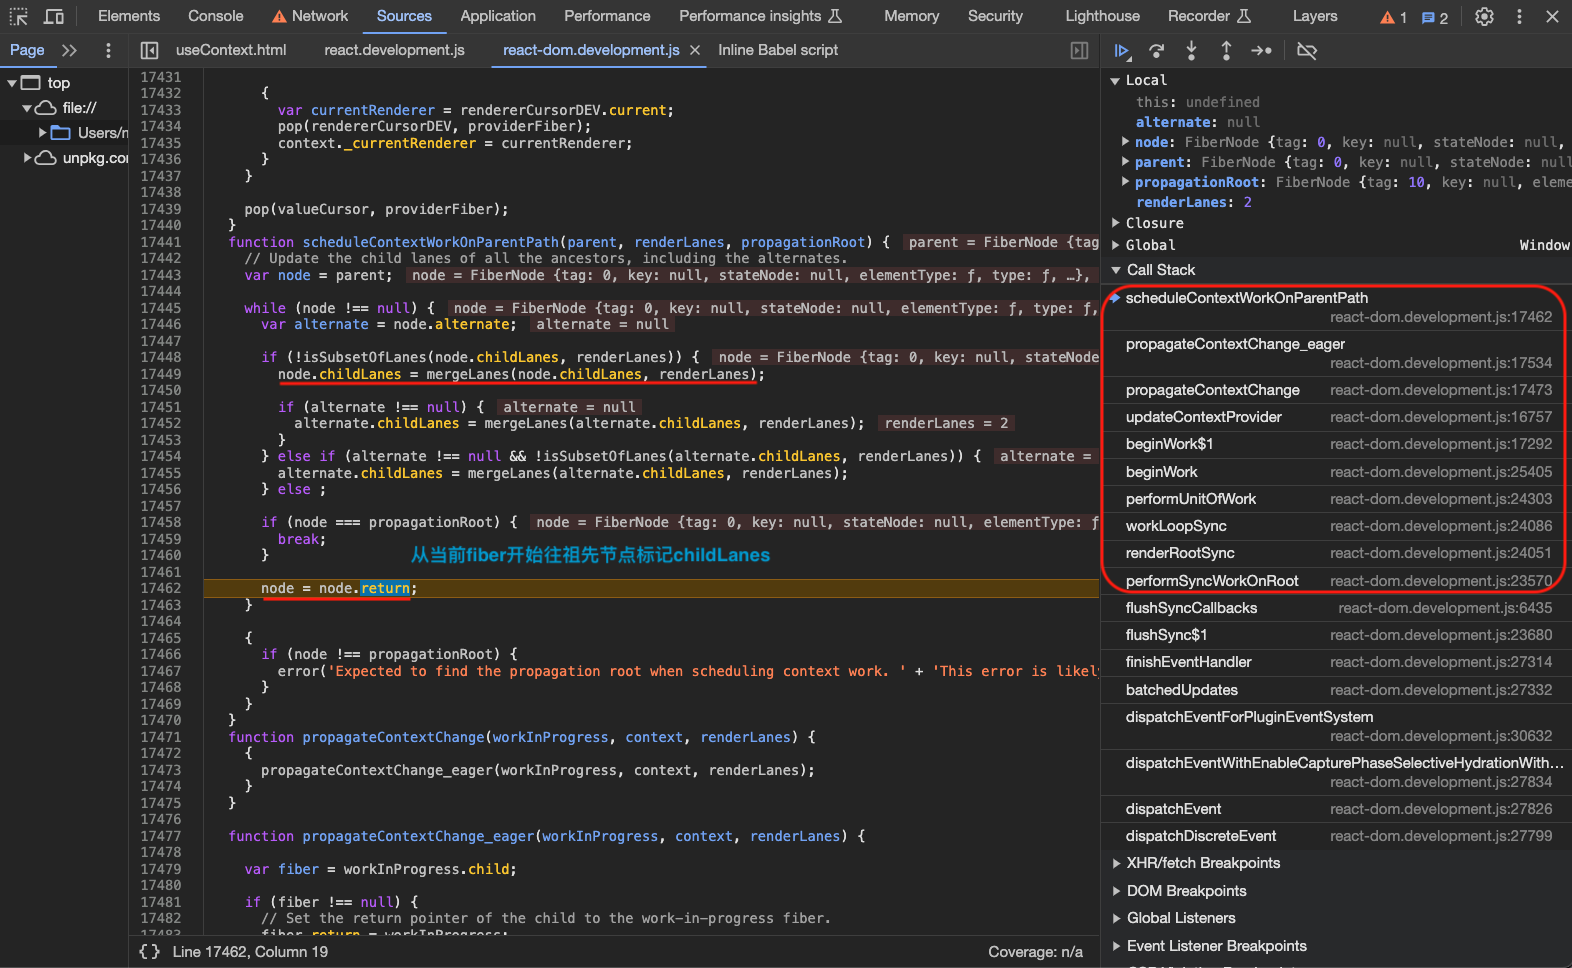 Elements Console Network Sources Application Performance Performance insights Memory Security Lighthouse Recorder Layers 1 2
Page useContext.html react.development.js react-dom.development.js Inline Babel script
top
file://
Users/n
unpkg.co
17431
17432 {
17433 var currentRenderer = rendererCursorDEV.current;
17434 pop(rendererCursorDEV, providerFiber);
17435 context._currentRenderer = currentRenderer;
17436 }
17437 }
17438
17439 pop(valueCursor, providerFiber);
17440 }
17441 function scheduleContextWorkOnParentPath(parent, renderLanes, propagationRoot) { parent = FiberNode {tag
17442 // Update the child lanes of all the ancestors, including the alternates.
17443 var node = parent; node = FiberNode {tag: 0, key: null, stateNode: null, elementType: ƒ, type: ƒ, …},
17444
17445 while (node !== null) { node = FiberNode {tag: 0, key: null, stateNode: null, elementType: ƒ, type: ƒ,
17446 var alternate = node.alternate; alternate = null
17447
17448 if (!isSubsetOfLanes(node.childLanes, renderLanes)) { node = FiberNode {tag: 0, key: null, stateNode
17449 node.childLanes = mergeLanes(node.childLanes, renderLanes);
17450
17451 if (alternate !== null) { alternate = null
17452 alternate.childLanes = mergeLanes(alternate.childLanes, renderLanes); renderLanes = 2
17453 }
17454 } else if (alternate !== null && !isSubsetOfLanes(alternate.childLanes, renderLanes)) { alternate =
17455 alternate.childLanes = mergeLanes(alternate.childLanes, renderLanes);
17456 } else ;
17457
17458 if (node === propagationRoot) { node = FiberNode {tag: 0, key: null, stateNode: null, elementType: ƒ
17459 break;
17460 }
从当前fiber开始往祖先节点标记childLanes
17461
17462 node = node.return;
17463 }
17464
17465 {
17466 if (node !== propagationRoot) {
17467 error('Expected to find the propagation root when scheduling context work. ' + 'This error is likel
17468 }
17469 }
17470 }
17471 function propagateContextChange(workInProgress, context, renderLanes) {
17472 {
17473 propagateContextChange_eager(workInProgress, context, renderLanes);
17474 }
17475 }
17476
17477 function propagateContextChange_eager(workInProgress, context, renderLanes) {
17478
17479 var fiber = workInProgress.child;
17480
17481 if (fiber !== null) {
17482 // Set the return pointer of the child to the work-in-progress fiber.
17483 fiber.return = workInProgress;
{} Line 17462, Column 19 Coverage: n/a
Local
this: undefined
alternate: null
node: FiberNode {tag: 0, key: null, stateNode: null,
parent: FiberNode {tag: 0, key: null, stateNode: null
propagationRoot: FiberNode {tag: 10, key: null, eleme
renderLanes: 2
Closure
Global Window
Call Stack
scheduleContextWorkOnParentPath
react-dom.development.js:17462
propagateContextChange_eager
react-dom.development.js:17534
propagateContextChange react-dom.development.js:17473
updateContextProvider react-dom.development.js:16757
beginWork$1 react-dom.development.js:17292
beginWork react-dom.development.js:25405
performUnitOfWork react-dom.development.js:24303
workLoopSync react-dom.development.js:24086
renderRootSync react-dom.development.js:24051
performSyncWorkOnRoot react-dom.development.js:23570
flushSyncCallbacks react-dom.development.js:6435
flushSync$1 react-dom.development.js:23680
finishEventHandler react-dom.development.js:27314
batchedUpdates react-dom.development.js:27332
dispatchEventForPluginEventSystem
react-dom.development.js:30632
dispatchEventWithEnableCapturePhaseSelectiveHydrationWith…
react-dom.development.js:27834
dispatchEvent react-dom.development.js:27826
dispatchDiscreteEvent react-dom.development.js:27799
XHR/fetch Breakpoints
DOM Breakpoints
Global Listeners
Event Listener Breakpoints